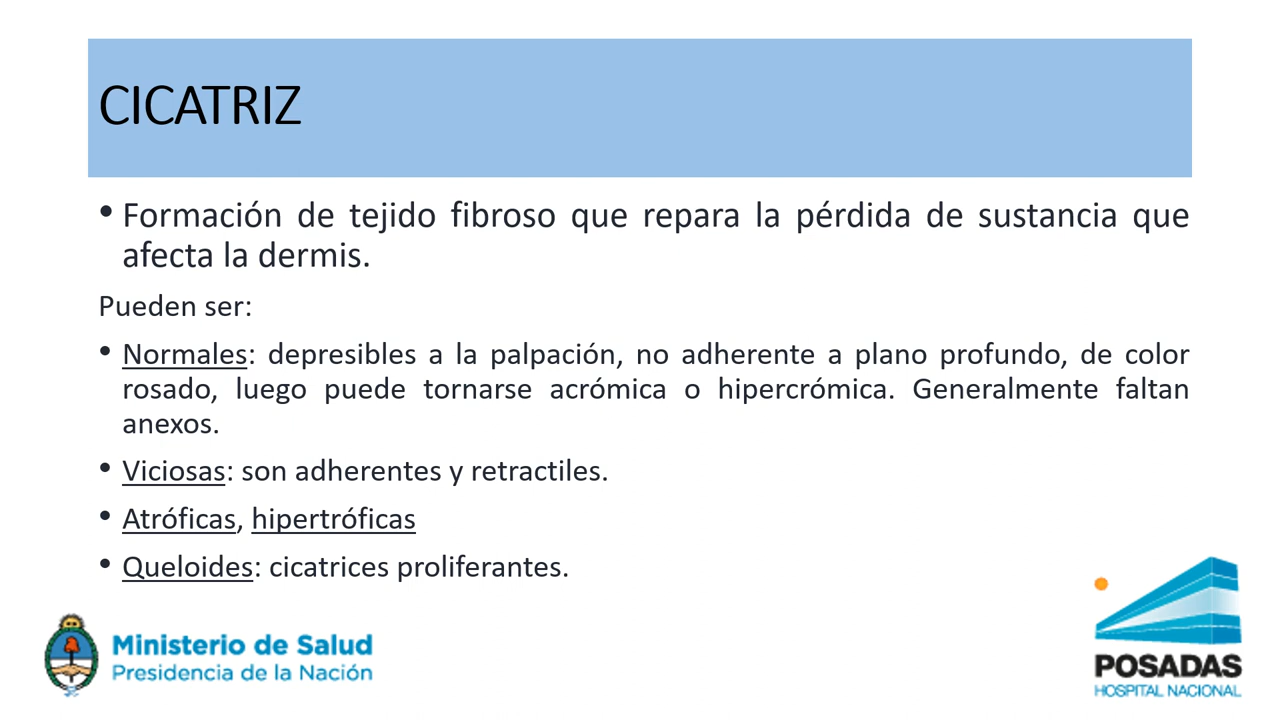 CICATRIZ
• Formación de tejido fibroso que repara la pérdida de sustancia que
afecta la dermis.
Pueden ser:
• Normales: depresibles a la palpación, no adherente a plano profundo, de color
rosado, luego puede tornarse acrómica o hipercrómica. Generalmente faltan
anexos.
• Viciosas: son adherentes y retractiles.
• Atróficas, hipertróficas
• Queloides: cicatrices proliferantes.
Ministerio de Salud
Presidencia de la Nación
POSADAS
HOSPITAL NACIONAL